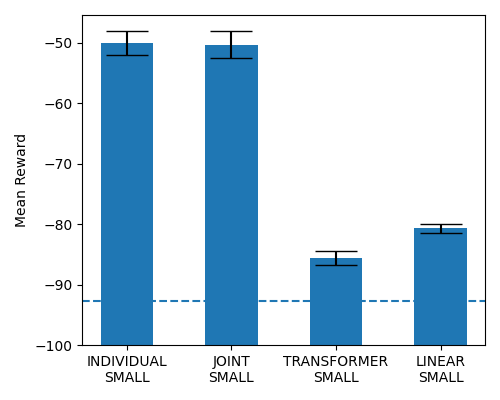 Mean Reward
−50
−60
−70
−80
−90
−100
INDIVIDUAL
SMALL
JOINT
SMALL
TRANSFORMER
SMALL
LINEAR
SMALL